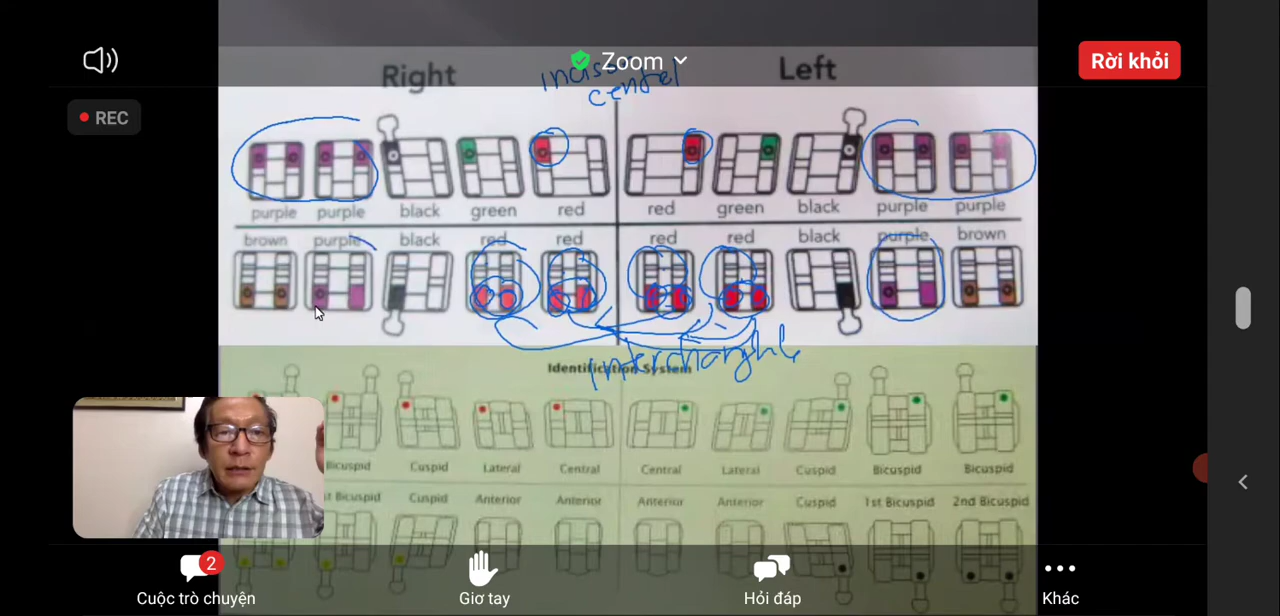 Zoom
Rời khỏi
REC
Right
Left
purple purple black green red red green black purple purple
brown purple black red red red red black purple brown
Identification System
Bicuspid Cuspid Lateral Central Central Lateral Cuspid Bicuspid Bicuspid
Bicuspid Cuspid Anterior Anterior Anterior Anterior Cuspid 1st Bicuspid 2nd Bicuspid
2
Cuộc trò chuyện
Giơ tay
Hỏi đáp
Khác